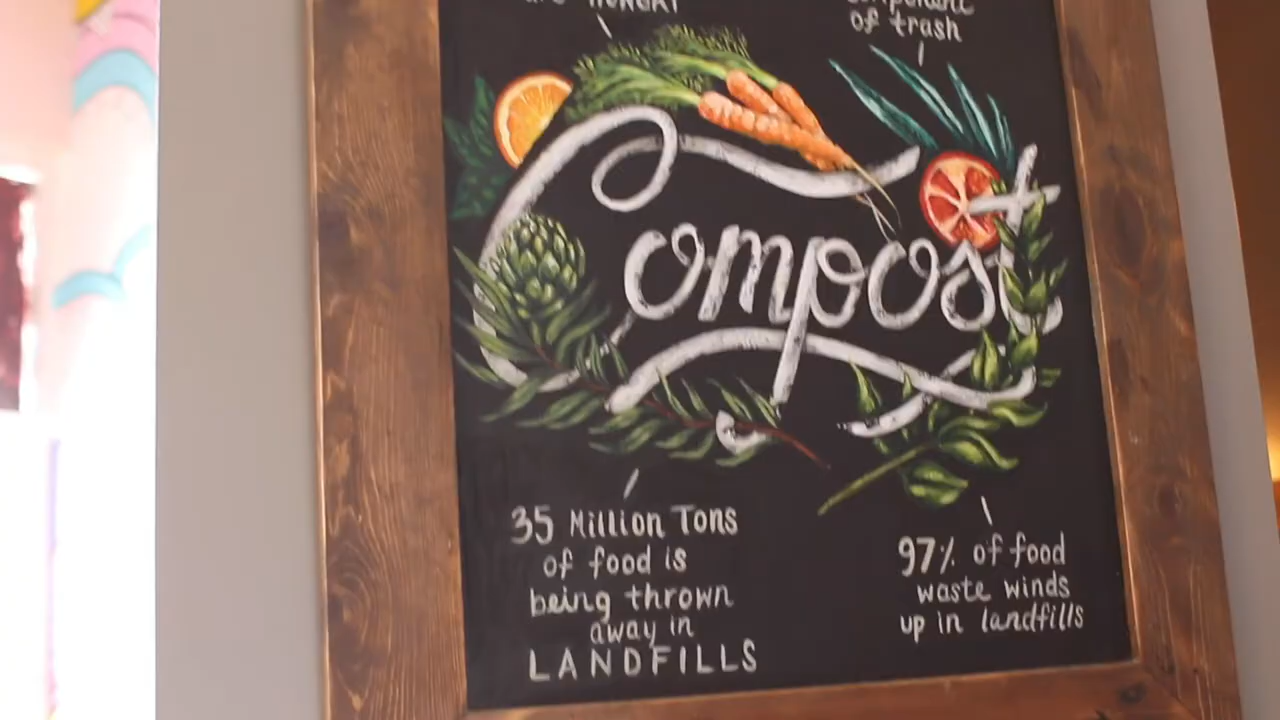 of trash
Compost
35 Million Tons
of food is
being thrown
away in
LANDFILLS
97% of food
waste winds
up in landfills